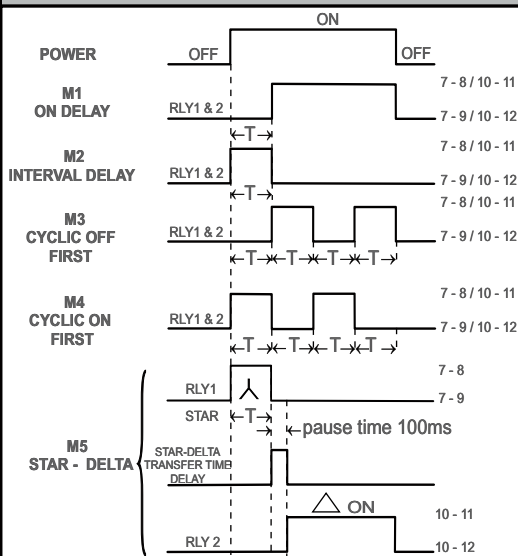 ON
POWER
OFF
OFF
M1
ON DELAY
RLY1 & 2
7 - 8 / 10 - 11
7 - 9 / 10 - 12
T
M2
INTERVAL DELAY
RLY1 & 2
7 - 8 / 10 - 11
7 - 9 / 10 - 12
T
M3
CYCLIC OFF
FIRST
RLY1 & 2
7 - 8 / 10 - 11
7 - 9 / 10 - 12
T T T T
M4
CYCLIC ON
FIRST
RLY1 & 2
7 - 8 / 10 - 11
7 - 9 / 10 - 12
T T T T
M5
STAR - DELTA
RLY1
STAR
7 - 8
7 - 9
T
pause time 100ms
STAR-DELTA
TRANSFER TIME
DELAY
ON
RLY 2
10 - 11
10 - 12